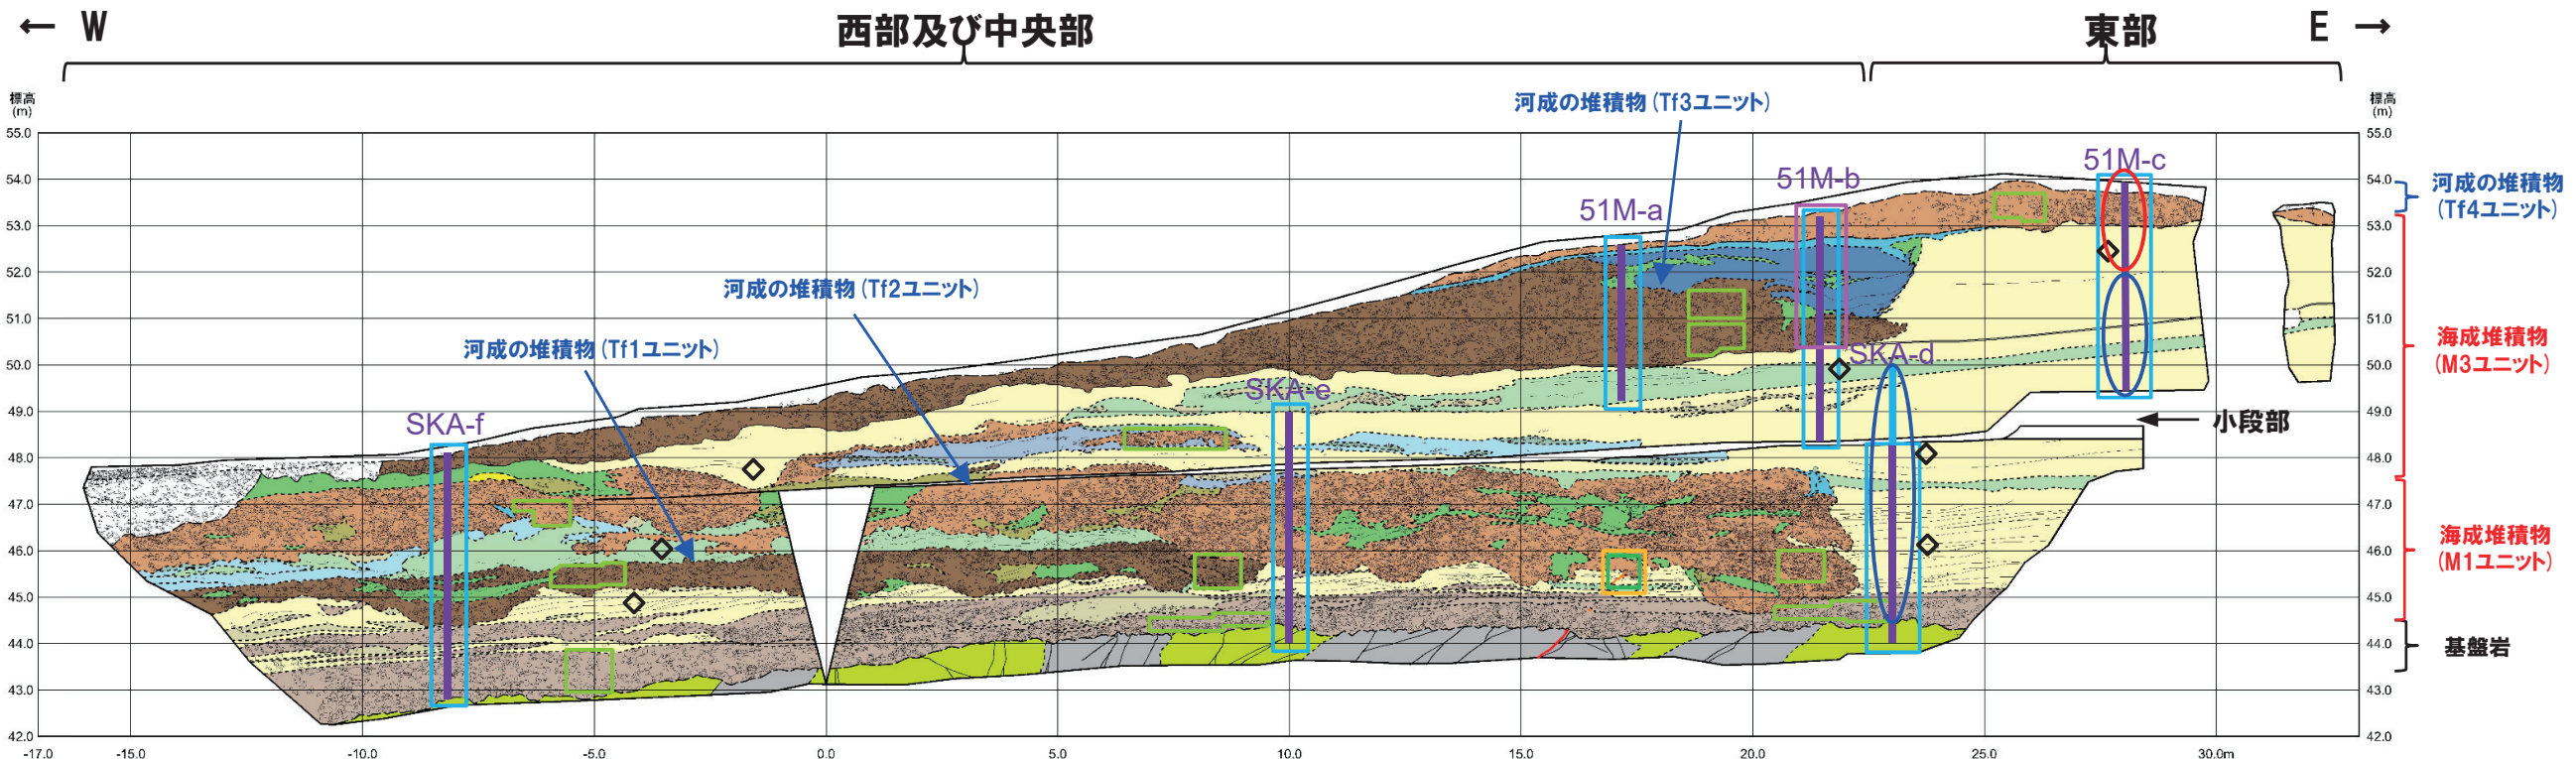 ← W
西部及び中央部
東部
E →
標高
(m)
標高
(m)
河成の堆積物(Tf3ユニット)
55.0
55.0
54.0
54.0
53.0
53.0
52.0
52.0
51.0
51.0
50.0
50.0
49.0
49.0
48.0
48.0
47.0
47.0
46.0
46.0
45.0
45.0
44.0
44.0
43.0
43.0
42.0
42.0
51M-c
51M-b
51M-a
河成の堆積物
(Tf4ユニット)
河成の堆積物(Tf2ユニット)
河成の堆積物(Tf1ユニット)
SKA-d
SKA-e
SKA-f
海成堆積物
(M3ユニット)
小段部
海成堆積物
(M1ユニット)
基盤岩
-17.0
-15.0
-10.0
-5.0
0.0
5.0
10.0
15.0
20.0
25.0
30.0m